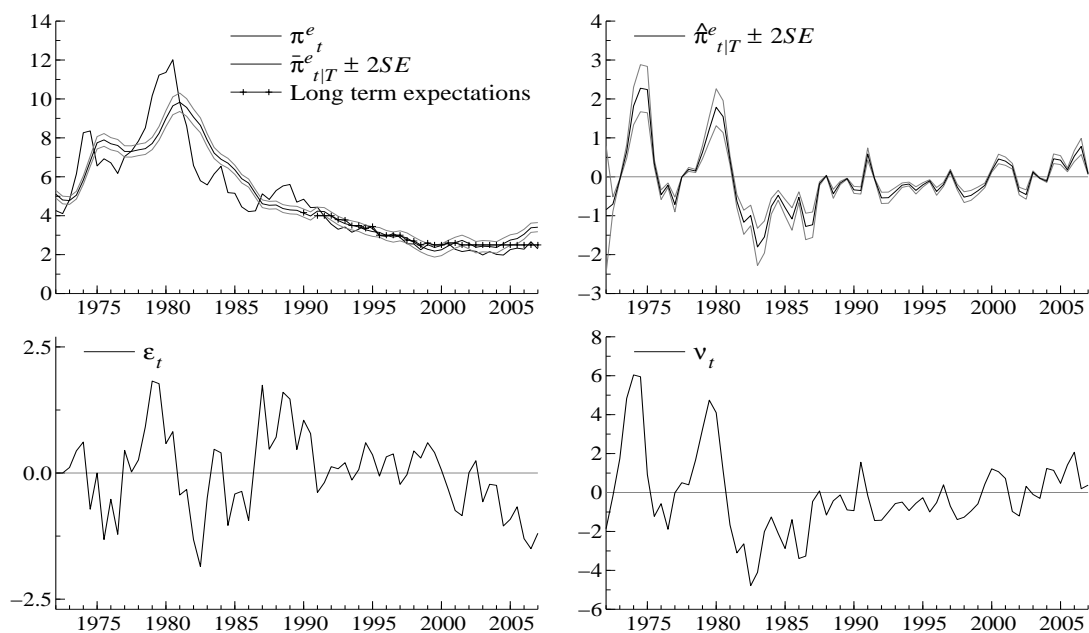 14
12
10
8
6
4
2
0
π^e_t
π̄^e_{t|T} ± 2SE
Long term expectations
1975 1980 1985 1990 1995 2000 2005
4
3
2
1
0
−1
−2
−3
π̂^e_{t|T} ± 2SE
1975 1980 1985 1990 1995 2000 2005
2.5
0.0
−2.5
ε_t
1975 1980 1985 1990 1995 2000 2005
8
6
4
2
0
−2
−4
−6
ν_t
1975 1980 1985 1990 1995 2000 2005